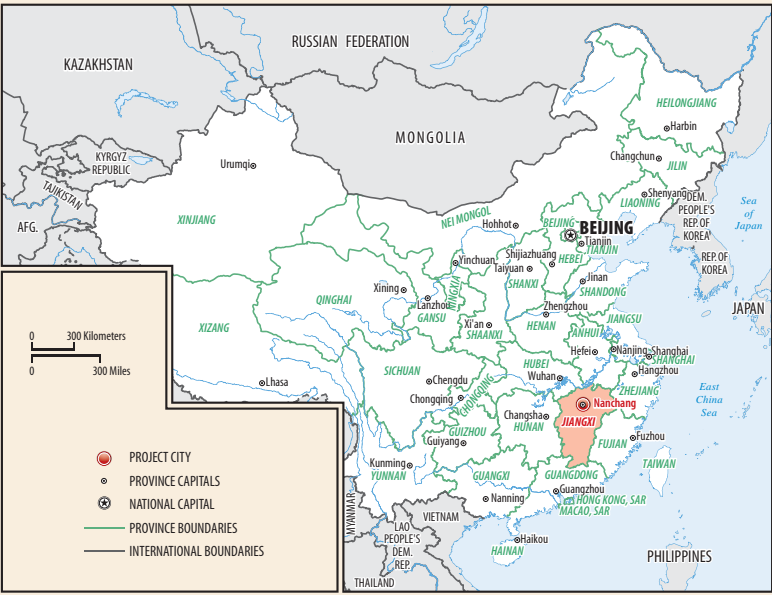 RUSSIAN FEDERATION
KAZAKHSTAN
MONGOLIA
HEILONGJIANG
Harbin
Changchun
JILIN
KYRGYZ
REPUBLIC
Urumqi
TAJIKISTAN
Shenyang
LIAONING
DEM.
PEOPLE'S
REP. OF
KOREA
Sea
of
Japan
AFG.
XINJIANG
NEI MONGOL
Hohhot
BEIJING
BEIJING
Tianjin
TIANJIN
REP. OF
KOREA
Yinchuan
Shijiazhuang
Taiyuan
HEBEI
Xining
NINGXIA
SHANXI
Jinan
SHANDONG
QINGHAI
Lanzhou
GANSU
Zhengzhou
JAPAN
XIZANG
Xi'an
SHAANXI
HENAN
JIANGSU
ANHUI
Hefei
Nanjing
Shanghai
SHANGHAI
SICHUAN
HUBEI
Wuhan
Hangzhou
Lhasa
Chengdu
CHONGQING
Chongqing
ZHEJIANG
East
China
Sea
Nanchang
Changsha
HUNAN
JIANGXI
GUIZHOU
Guiyang
FUJIAN
Fuzhou
Kunming
YUNNAN
GUANGXI
GUANGDONG
TAIWAN
Guangzhou
Nanning
HONG KONG, SAR
MACAO, SAR
MYANMAR
VIETNAM
LAO
PEOPLE'S
DEM.
REP.
Haikou
HAINAN
PHILIPPINES
THAILAND
0 300 Kilometers
0 300 Miles
PROJECT CITY
PROVINCE CAPITALS
NATIONAL CAPITAL
PROVINCE BOUNDARIES
INTERNATIONAL BOUNDARIES